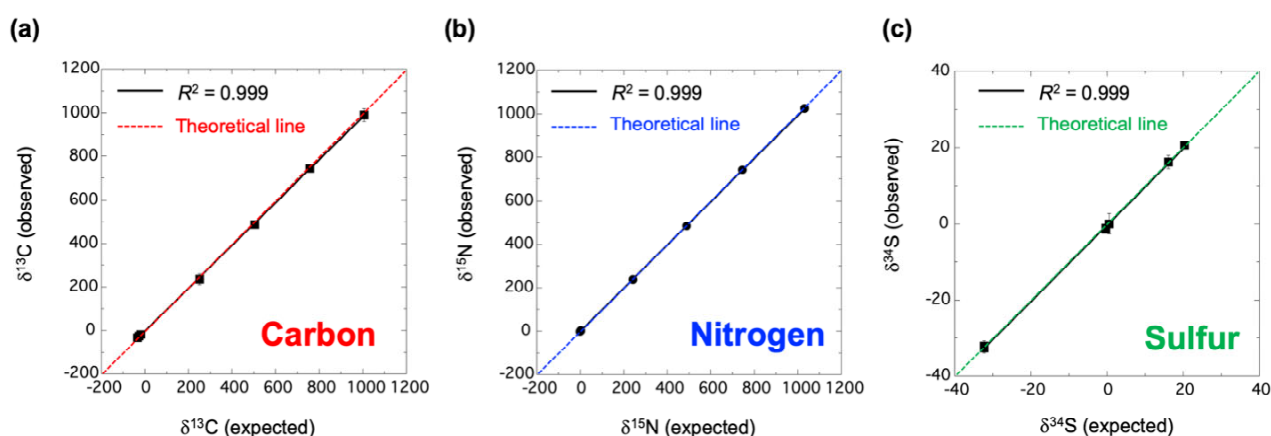 (a)
1200
1000
800
600
400
200
0
-200
δ¹³C (observed)
R² = 0.999
Theoretical line
Carbon
-200 0 200 400 600 800 1000 1200
δ¹³C (expected)
(b)
1200
1000
800
600
400
200
0
-200
δ¹⁵N (observed)
R² = 0.999
Theoretical line
Nitrogen
-200 0 200 400 600 800 1000 1200
δ¹⁵N (expected)
(c)
40
20
0
-20
-40
δ³⁴S (observed)
R² = 0.999
Theoretical line
Sulfur
-40 -20 0 20 40
δ³⁴S (expected)